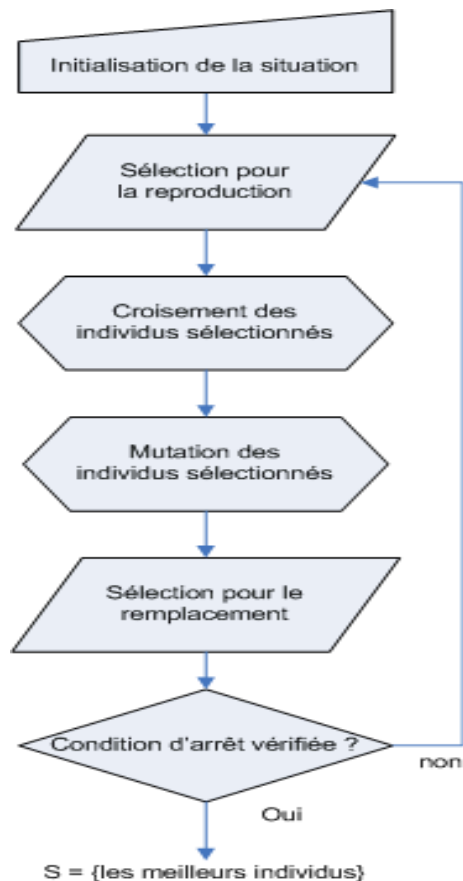 Initialisation de la situation
Sélection pour
la reproduction
Croisement des
individus sélectionnés
Mutation des
individus sélectionnés
Sélection pour le
remplacement
Condition d'arrêt vérifiée ?
non
Oui
S = {les meilleurs individus}